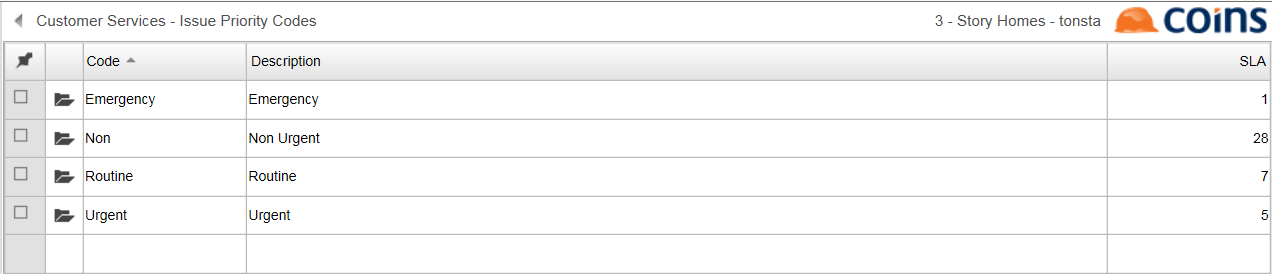 Customer Services - Issue Priority Codes 3 - Story Homes - tonsta coins
Code Description SLA
Emergency Emergency 1
Non Non Urgent 28
Routine Routine 7
Urgent Urgent 5